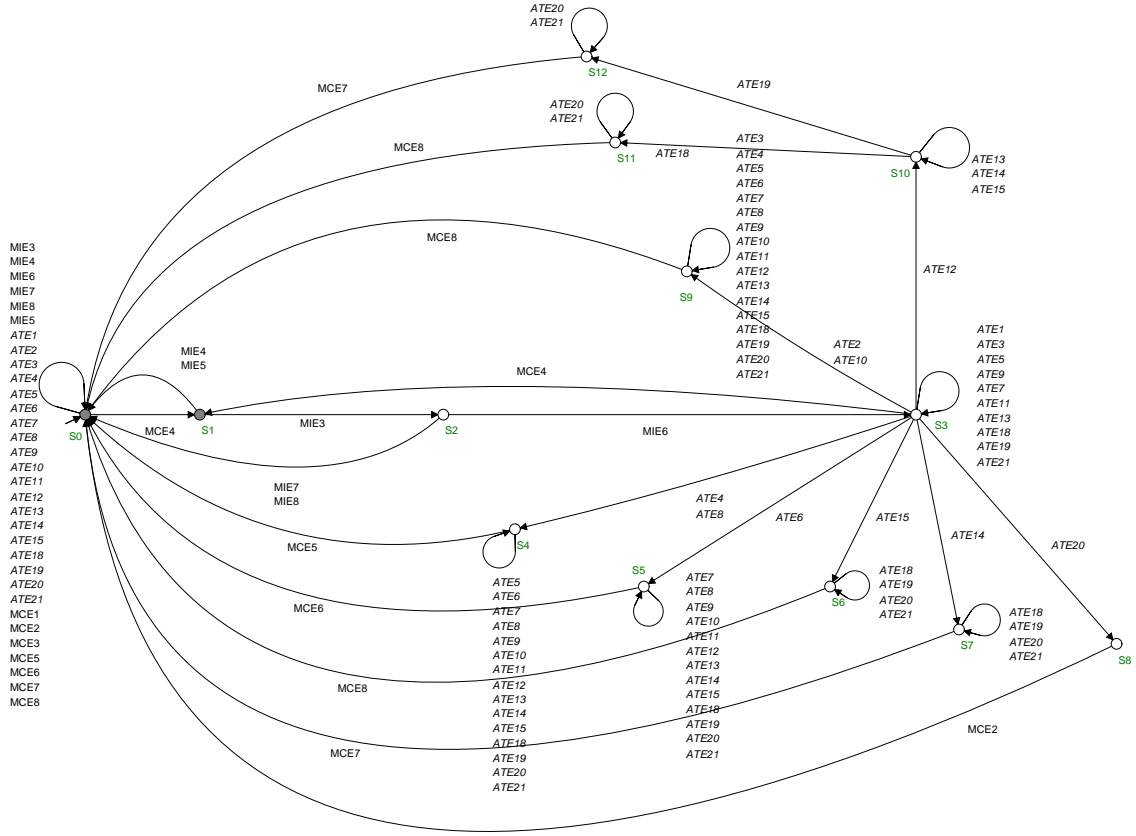 ATE20
ATE21
S12
MCE7
ATE19
ATE20
ATE21
S11
MCE8
ATE18
S10
ATE13
ATE14
ATE15
ATE12
ATE3
ATE4
ATE5
ATE6
ATE7
ATE8
ATE9
ATE10
ATE11
ATE12
ATE13
ATE14
ATE15
ATE18
ATE19
ATE20
ATE21
MCE8
S9
ATE2
ATE10
MIE3
MIE4
MIE6
MIE7
MIE8
MIE5
ATE1
ATE2
ATE3
ATE4
ATE5
ATE6
ATE7
ATE8
ATE9
ATE10
ATE11
ATE12
ATE13
ATE14
ATE15
ATE18
ATE19
ATE20
ATE21
MCE1
MCE2
MCE3
MCE5
MCE6
MCE7
MCE8
S0
MIE4
MIE5
MCE4
S1
MIE3
S2
MCE4
MIE6
S3
ATE1
ATE3
ATE5
ATE9
ATE7
ATE11
ATE13
ATE18
ATE19
ATE21
MIE7
MIE8
MCE5
S4
ATE4
ATE8
ATE5
ATE6
ATE7
ATE8
ATE9
ATE10
ATE11
ATE12
ATE13
ATE14
ATE15
ATE18
ATE19
ATE20
ATE21
MCE6
S5
ATE6
ATE7
ATE8
ATE9
ATE10
ATE11
ATE12
ATE13
ATE14
ATE15
ATE18
ATE19
ATE20
ATE21
MCE8
S6
ATE15
ATE18
ATE19
ATE20
ATE21
MCE7
S7
ATE14
ATE18
ATE19
ATE20
ATE21
ATE20
S8
MCE2